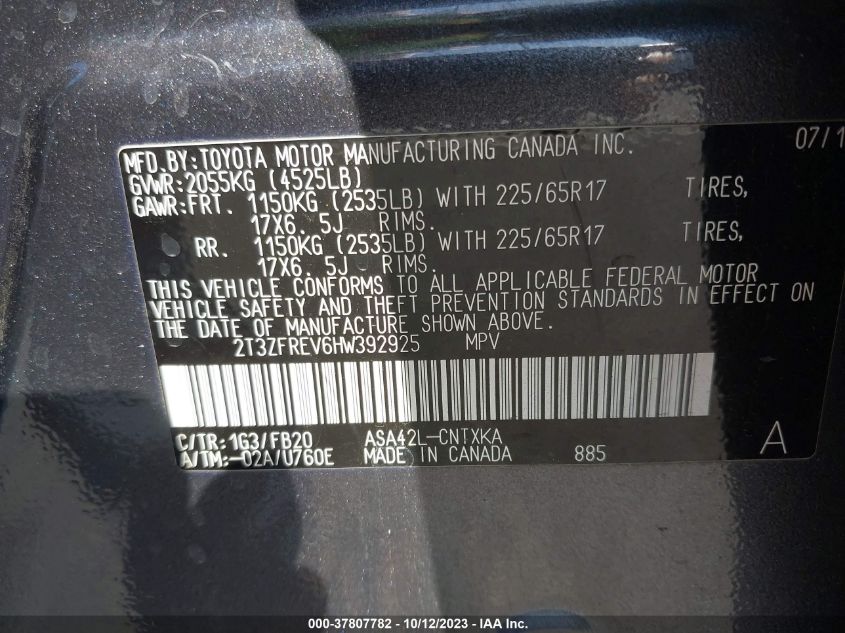 MFD.BY:TOYOTA MOTOR MANUFACTURING CANADA INC. 07/1
GVWR:2055KG (4525LB)
GAWR:FRT. 1150KG (2535LB) WITH 225/65R17 TIRES,
17X6. 5J RIMS.
RR. 1150KG (2535LB) WITH 225/65R17 TIRES,
17X6. 5J RIMS.
THIS VEHICLE CONFORMS TO ALL APPLICABLE FEDERAL MOTOR
VEHICLE SAFETY AND THEFT PREVENTION STANDARDS IN EFFECT ON
THE DATE OF MANUFACTURE SHOWN ABOVE.
2T3ZFREV6HW392925 MPV
C/TR:1G3/FB20 ASA42L-CNTXKA A
A/TM:-02A/U760E MADE IN CANADA 885
000-37807782 - 10/12/2023 - IAA Inc.